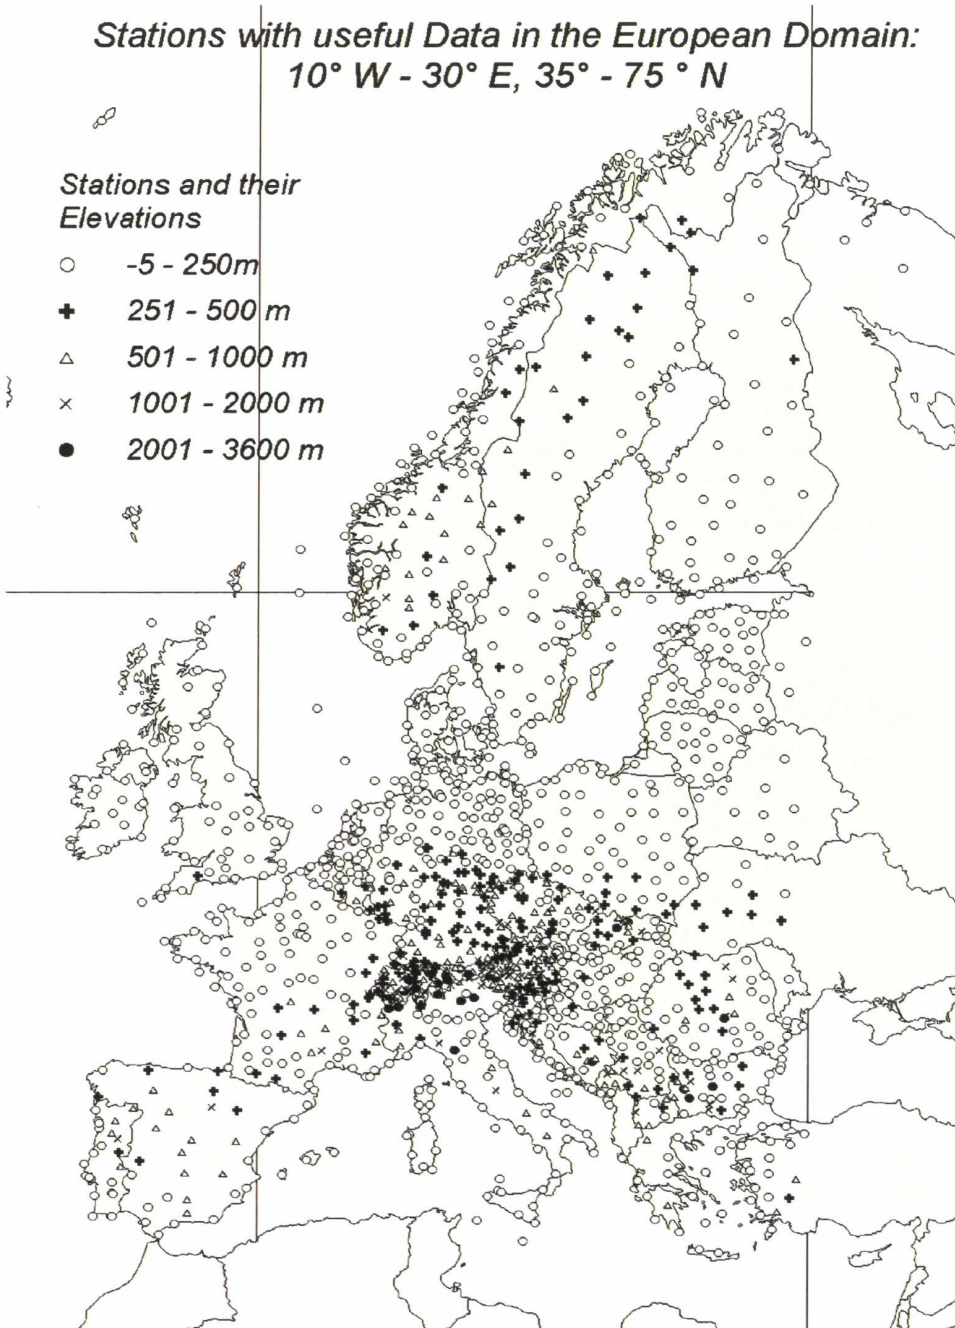 Stations with useful Data in the European Domain:
10° W - 30° E, 35° - 75 ° N
Stations and their
Elevations
-5 - 250m
251 - 500 m
501 - 1000 m
1001 - 2000 m
2001 - 3600 m